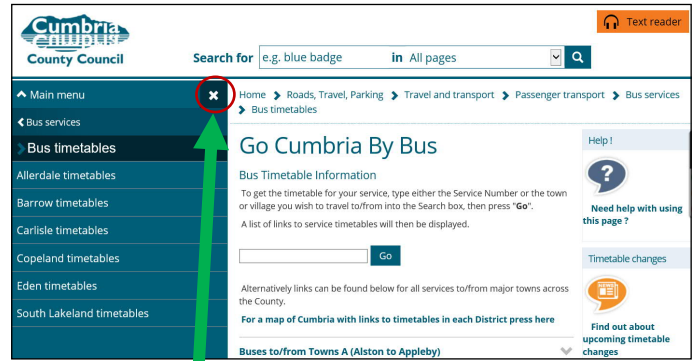 Cumbria
County Council
Text reader
Search for e.g. blue badge in All pages
Main menu
Bus services
Bus timetables
Allerdale timetables
Barrow timetables
Carlisle timetables
Copeland timetables
Eden timetables
South Lakeland timetables
Home > Roads, Travel, Parking > Travel and transport > Passenger transport > Bus services
> Bus timetables
Go Cumbria By Bus
Bus Timetable Information
To get the timetable for your service, type either the Service Number or the town
or village you wish to travel to/from into the Search box, then press "Go".
A list of links to service timetables will then be displayed.
Go
Alternatively links can be found below for all services to/from major towns across
the County.
For a map of Cumbria with links to timetables in each District press here
Buses to/from Towns A (Alston to Appleby)
Help !
?
Need help with using
this page ?
Timetable changes
NEWS
Find out about
upcoming timetable
changes